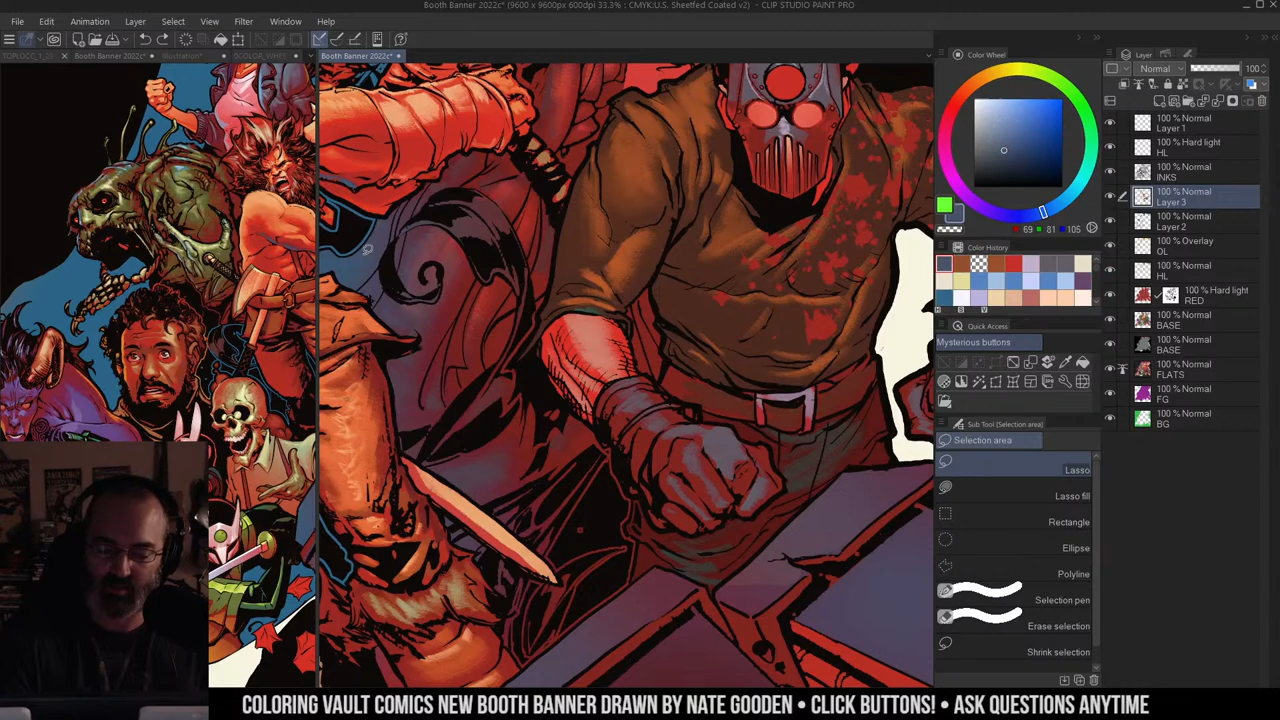 Booth Banner 2022c* (9600 x 9600px 600dpi 33.3% : CMYK:U.S. Sheetfed Coated v2) - CLIP STUDIO PAINT PRO
File Edit Animation Layer Select View Filter Window Help
Booth Banner 2022c* Illustration* Booth Banner 2022c*
Color Wheel
69 81 105
Color History
H S V
Quick Access
Mysterious buttons
Sub Tool [Selection area]
Selection area
Lasso
Lasso fill
Rectangle
Ellipse
Polyline
Selection pen
Erase selection
Shrink selection
Layer
Normal 100
100 % Normal
Layer 1
100 % Hard light
HL
100 % Normal
INKS
100 % Normal
Layer 3
100 % Normal
Layer 2
100 % Overlay
OL
100 % Normal
HL
100 % Hard light
RED
100 % Normal
BASE
100 % Normal
BASE
100 % Normal
FLATS
100 % Normal
FG
100 % Normal
BG
COLORING VAULT COMICS NEW BOOTH BANNER DRAWN BY NATE GOODEN • CLICK BUTTONS! • ASK QUESTIONS ANYTIME